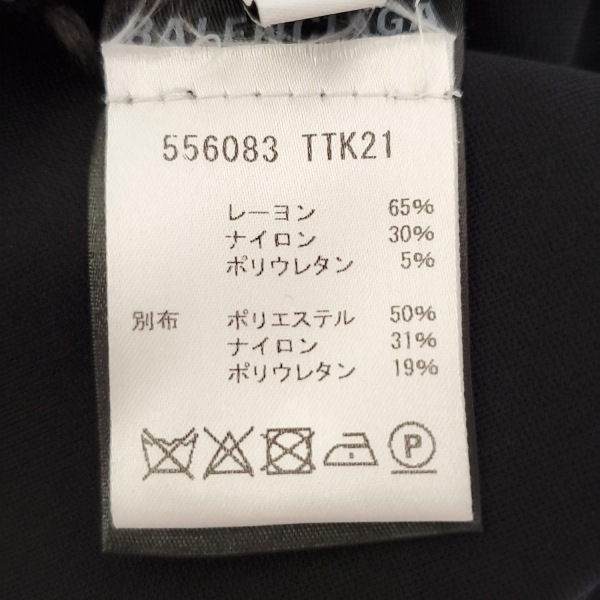 BALENCIAGA
556083 TTK21
レーヨン 65%
ナイロン 30%
ポリウレタン 5%
別布 ポリエステル 50%
ナイロン 31%
ポリウレタン 19%
P